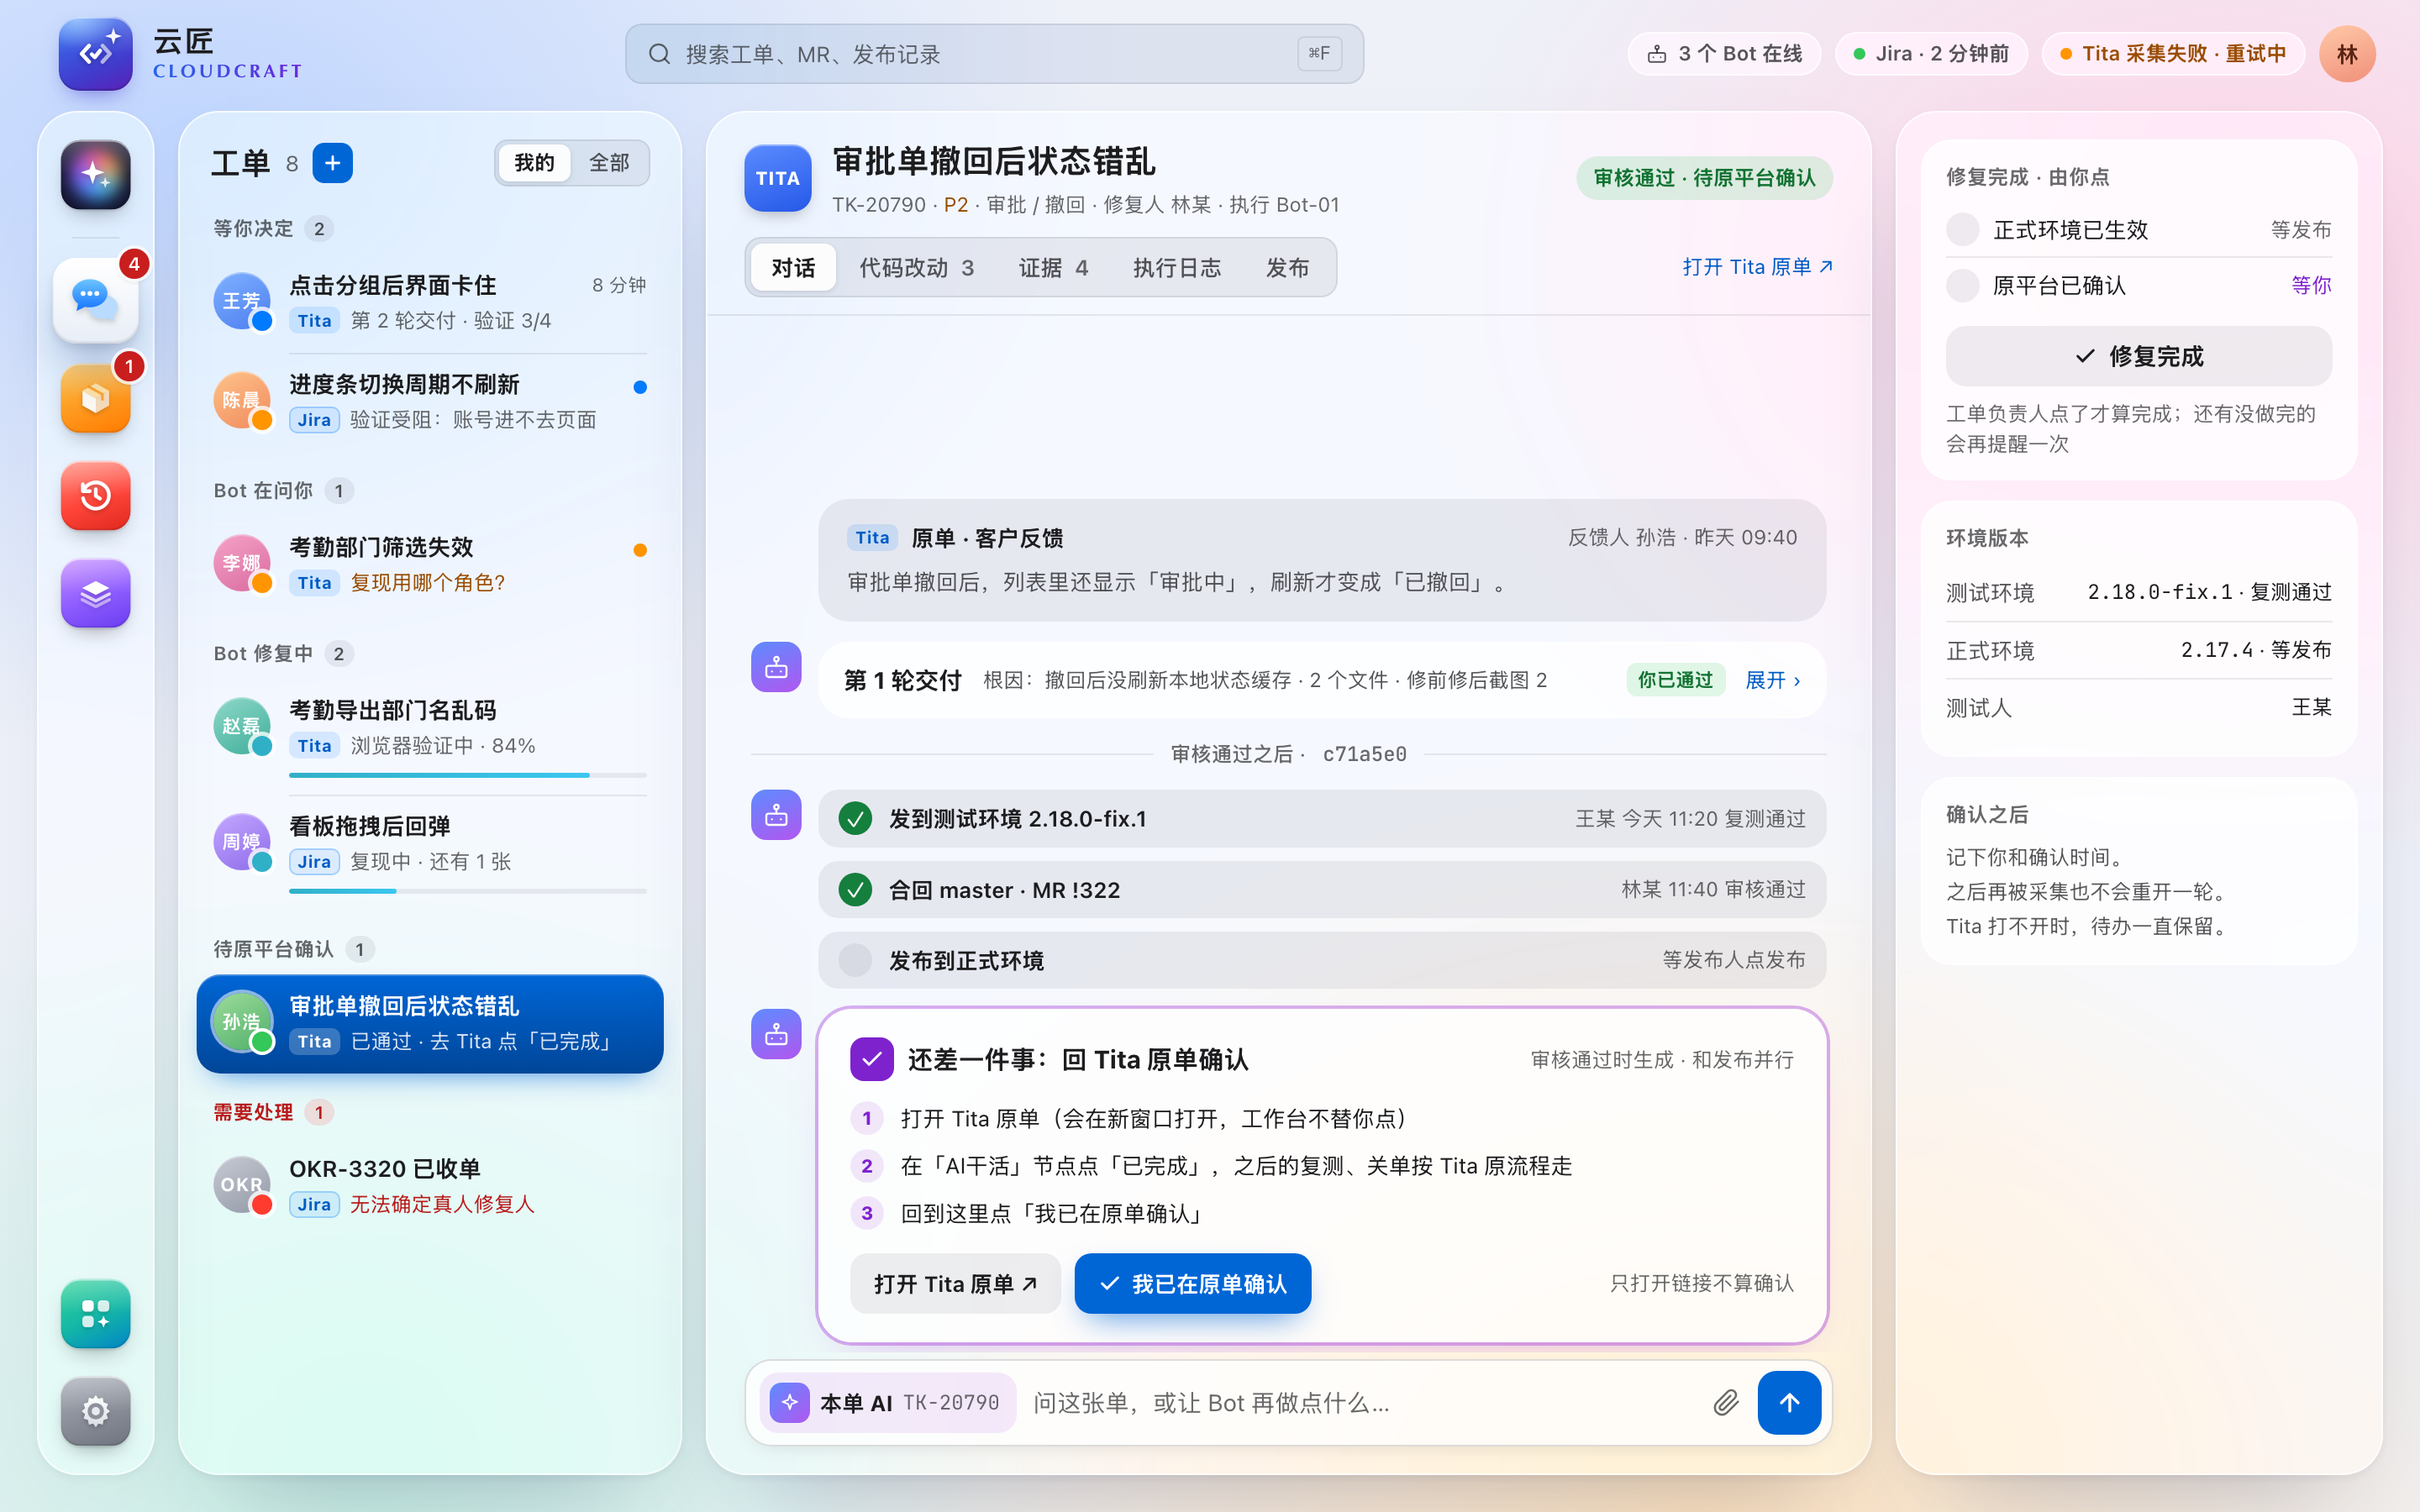 云匠
CLOUDCRAFT
搜索工单、MR、发布记录
⌘F
3 个 Bot 在线
Jira · 2 分钟前
Tita 采集失败 · 重试中
林
4
1
工单 8
我的 全部
等你决定 2
王芳
点击分组后界面卡住 8 分钟
Tita 第 2 轮交付 · 验证 3/4
陈晨
进度条切换周期不刷新
Jira 验证受阻：账号进不去页面
Bot 在问你 1
李娜
考勤部门筛选失效
Tita 复现用哪个角色?
Bot 修复中 2
赵磊
考勤导出部门名乱码
Tita 浏览器验证中 · 84%
周婷
看板拖拽后回弹
Jira 复现中 · 还有 1 张
待原平台确认 1
孙浩
审批单撤回后状态错乱
Tita 已通过 · 去 Tita 点「已完成」
需要处理 1
OKR
OKR-3320 已收单
Jira 无法确定真人修复人
TITA
审批单撤回后状态错乱
TK-20790 · P2 · 审批 / 撤回 · 修复人 林某 · 执行 Bot-01
审核通过 · 待原平台确认
对话 代码改动 3 证据 4 执行日志 发布
打开 Tita 原单 ↗
Tita 原单 · 客户反馈 反馈人 孙浩 · 昨天 09:40
审批单撤回后，列表里还显示「审批中」，刷新才变成「已撤回」。
第 1 轮交付 根因：撤回后没刷新本地状态缓存 · 2 个文件 · 修前修后截图 2 你已通过 展开 ›
审核通过之后 · c71a5e0
发到测试环境 2.18.0-fix.1 王某 今天 11:20 复测通过
合回 master · MR !322 林某 11:40 审核通过
发布到正式环境 等发布人点发布
还差一件事：回 Tita 原单确认 审核通过时生成 · 和发布并行
1 打开 Tita 原单（会在新窗口打开，工作台不替你点）
2 在「AI干活」节点点「已完成」，之后的复测、关单按 Tita 原流程走
3 回到这里点「我已在原单确认」
打开 Tita 原单 ↗ 我已在原单确认 只打开链接不算确认
本单 AI TK-20790 问这张单，或让 Bot 再做点什么...
修复完成 · 由你点
正式环境已生效 等发布
原平台已确认 等你
修复完成
工单负责人点了才算完成；还有没做完的
会再提醒一次
环境版本
测试环境 2.18.0-fix.1 · 复测通过
正式环境 2.17.4 · 等发布
测试人 王某
确认之后
记下你和确认时间。
之后再被采集也不会重开一轮。
Tita 打不开时，待办一直保留。